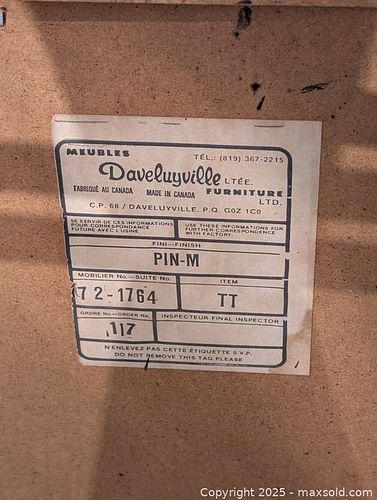 MEUBLES
TÉL.: (819) 367-2215
Daveluyville LTÉE.
FABRIQUÉ AU CANADA MADE IN CANADA FURNITURE LTD.
C.P. 68 / DAVELUYVILLE, P.Q. G0Z 1C0
SE SERVIR DE CES INFORMATIONS
POUR CORRESPONDANCE
FUTURE AVEC L'USINE.
USE THESE INFORMATIONS FOR
FURTHER CORRESPONDENCE
WITH FACTORY.
FINI—FINISH
PIN-M
MOBILIER No.—SUITE No.
72-1764
ITEM
TT
ORDRE No.—ORDER No.
117
INSPECTEUR FINAL INSPECTOR
N'ENLEVEZ PAS CETTE ÉTIQUETTE S.V.P.
DO NOT REMOVE THIS TAG PLEASE
Copyright © 2025 - maxsold.com